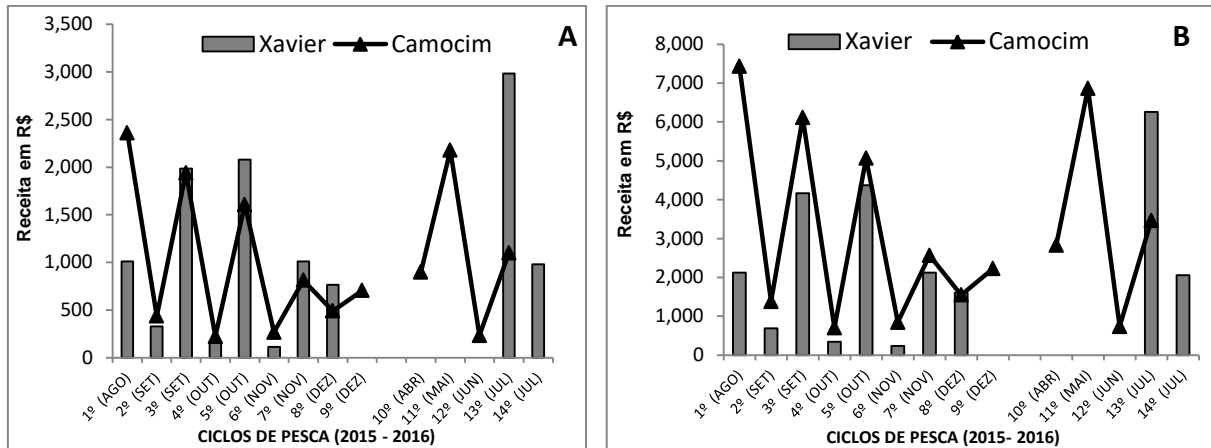 Xavier Camocim
A
Receita em R$
3,500
3,000
2,500
2,000
1,500
1,000
500
0
1º (AGO)
2º (SET)
3º (SET)
4º (OUT)
5º (OUT)
6º (NOV)
7º (NOV)
8º (DEZ)
9º (DEZ)
10º (ABR)
11º (MAI)
12º (JUN)
13º (JUL)
14º (JUL)
CICLOS DE PESCA (2015 - 2016)
Xavier Camocim
B
Receita em R$
8,000
7,000
6,000
5,000
4,000
3,000
2,000
1,000
0
1º (AGO)
2º (SET)
3º (SET)
4º (OUT)
5º (OUT)
6º (NOV)
7º (NOV)
8º (DEZ)
9º (DEZ)
10º (ABR)
11º (MAI)
12º (JUN)
13º (JUL)
14º (JUL)
CICLOS DE PESCA (2015- 2016)